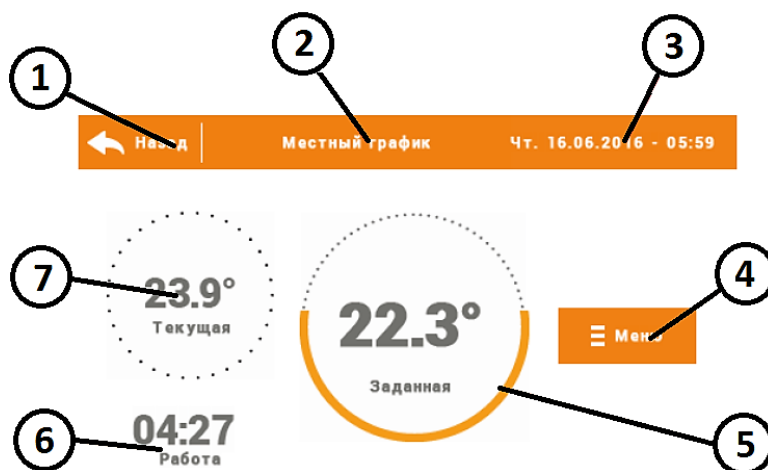 1
2
3
Назад
Местный график
Чт. 16.06.2016 - 05:59
7
23.9°
Текущая
22.3°
Заданная
4
Меню
6
04:27
Работа
5